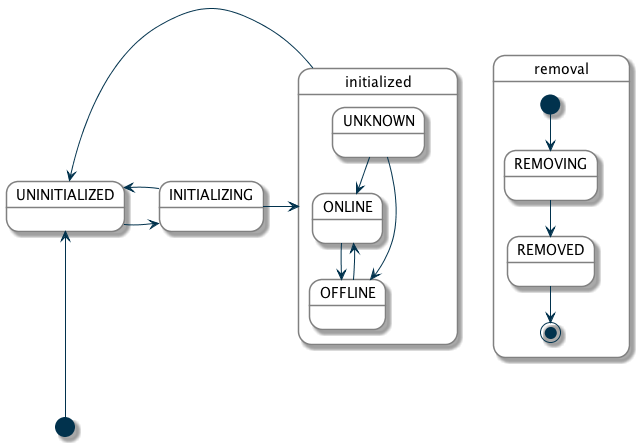 initialized
UNKNOWN
UNINITIALIZED
INITIALIZING
ONLINE
OFFLINE
removal
REMOVING
REMOVED